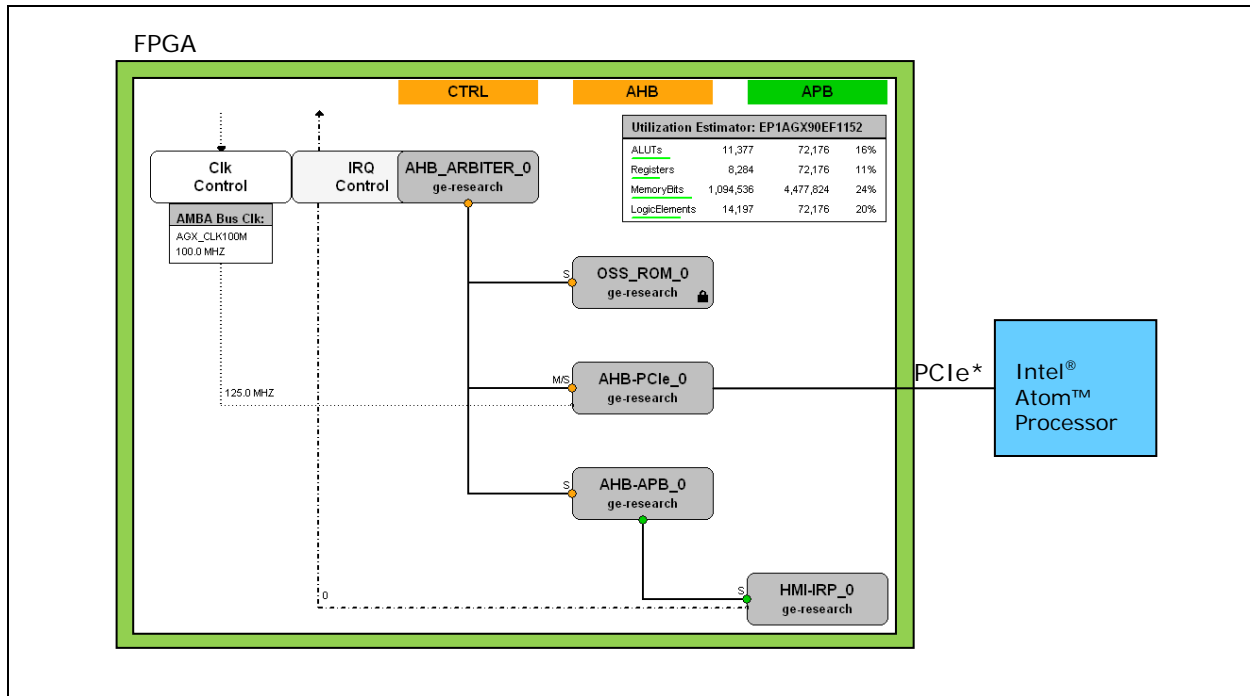 FPGA
CTRL
AHB
APB
Utilization Estimator: EP1AGX90EF1152
ALUTs 11,377 72,176 16%
Registers 8,284 72,176 11%
MemoryBits 1,094,536 4,477,824 24%
LogicElements 14,197 72,176 20%
Clk
Control
IRQ
Control
AHB_ARBITER_0
ge-research
AMBA Bus Clk:
AGX_CLK100M
100.0 MHZ
S
OSS_ROM_0
ge-research
M/S
AHB-PCIe_0
ge-research
125.0 MHZ
PCIe*
Intel®
Atom™
Processor
S
AHB-APB_0
ge-research
S
HMI-IRP_0
ge-research
0